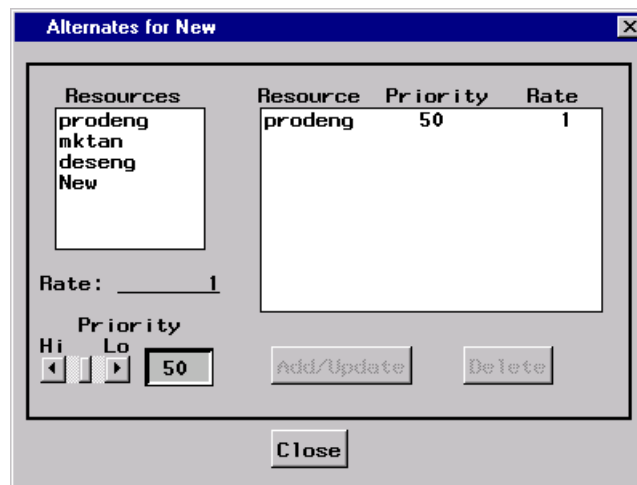 Alternates for New
Resources
prodeng
mktan
deseng
New
Resource Priority Rate
prodeng 50 1
Rate: 1
Priority
Hi Lo
50
Add/Update
Delete
Close